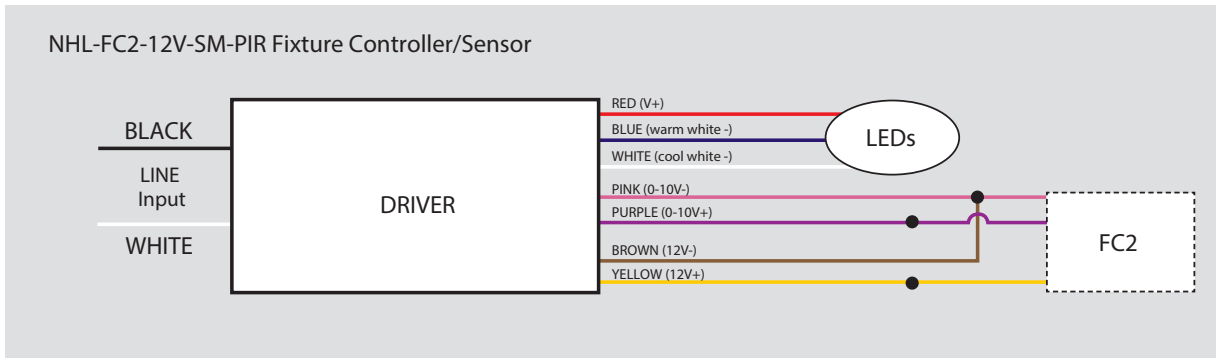 NHL-FC2-12V-SM-PIR Fixture Controller/Sensor
BLACK
LINE
Input
WHITE
DRIVER
RED (V+)
BLUE (warm white -)
WHITE (cool white -)
PINK (0-10V-)
PURPLE (0-10V+)
BROWN (12V-)
YELLOW (12V+)
LEDs
FC2